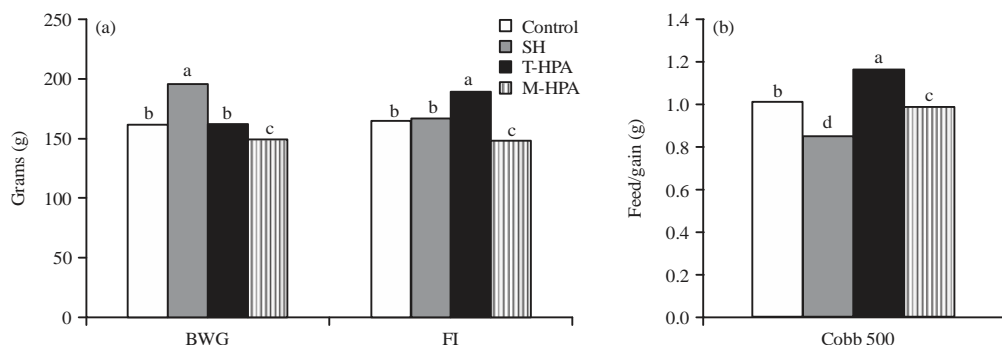 (a)
Control
SH
T-HPA
M-HPA
Grams (g)
250
200
150
100
50
0
b
a
b
c
b
b
a
c
BWG
FI
(b)
Feed/gain (g)
1.4
1.2
1.0
0.8
0.6
0.4
0.2
0.0
b
d
a
c
Cobb 500